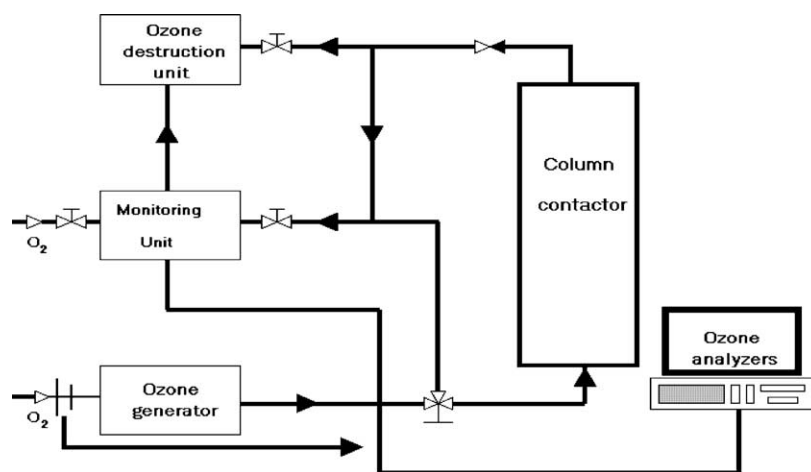 Ozone
destruction
unit
Column
contactor
Monitoring
Unit
O₂
Ozone
analyzers
Ozone
generator
O₂